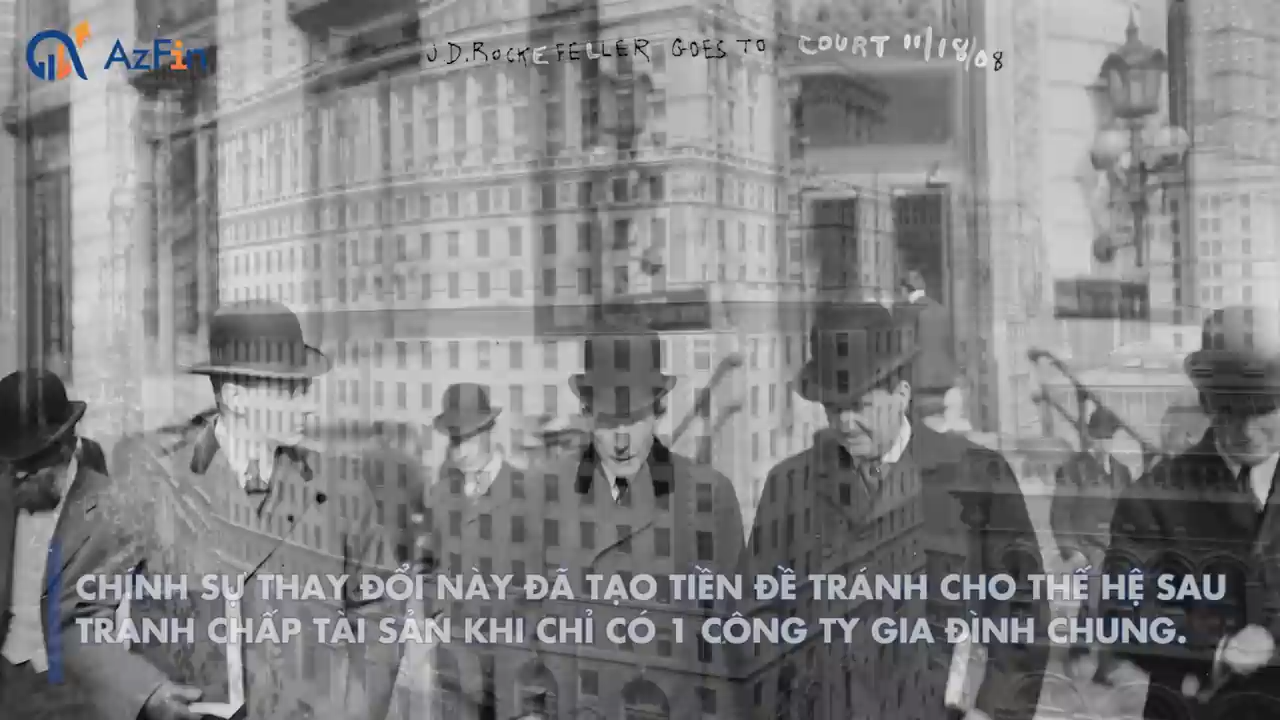 AzFin
J.D. ROCKEFELLER GOES TO COURT 11/18/08
CHÍNH SỰ THAY ĐỔI NÀY ĐÃ TẠO TIỀN ĐỀ TRÁNH CHO THẾ HỆ SAU
TRANH CHẤP TÀI SẢN KHI CHỈ CÓ 1 CÔNG TY GIA ĐÌNH CHUNG.